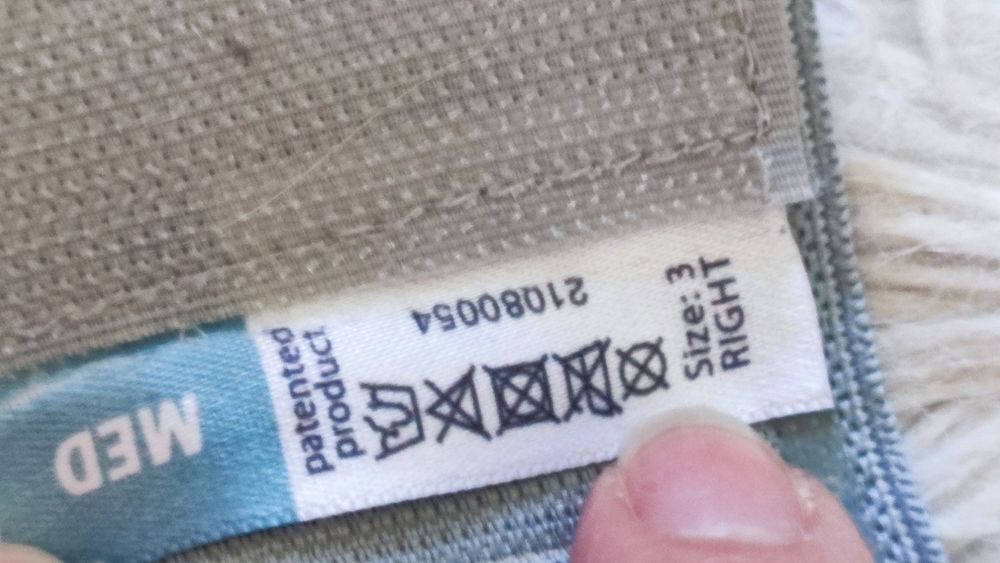 MED
patented
product
21080054
Size: 3
RIGHT